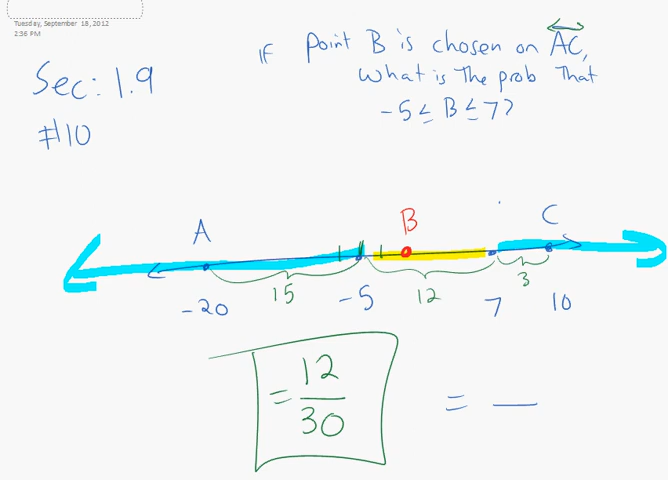 Tuesday, September 18, 2012
2:36 PM
Sec: 1.9
#10
IF Point B is chosen on AC,
What is The prob That
-5 ≤ B ≤ 7?
A B C
15 12 3
-20 -5 7 10
= 12/30 = —